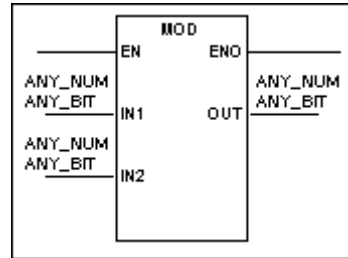 MOD
EN ENO
ANY_NUM ANY_NUM
ANY_BIT ANY_BIT
IN1 OUT
ANY_NUM
ANY_BIT
IN2